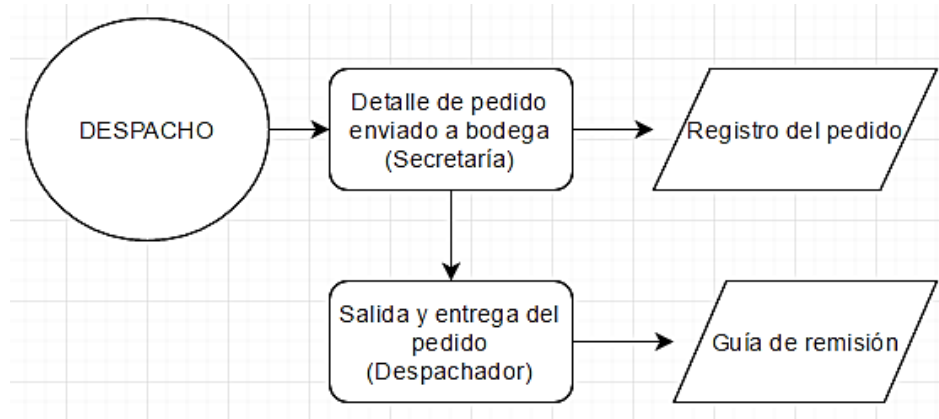 DESPACHO
Detalle de pedido
enviado a bodega
(Secretaría)
Registro del pedido
Salida y entrega del
pedido
(Despachador)
Guía de remisión